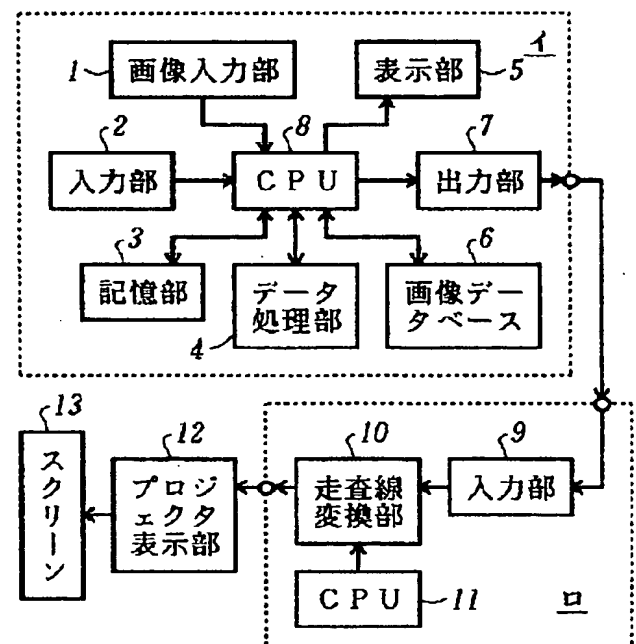 イ
1
画像入力部
表示部
5
2
入力部
8
CPU
7
出力部
3
記憶部
4
データ
処理部
6
画像デー
タベース
13
スクリーン
12
プロジ
ェクタ
表示部
10
走査線
変換部
9
入力部
CPU
11
ロ